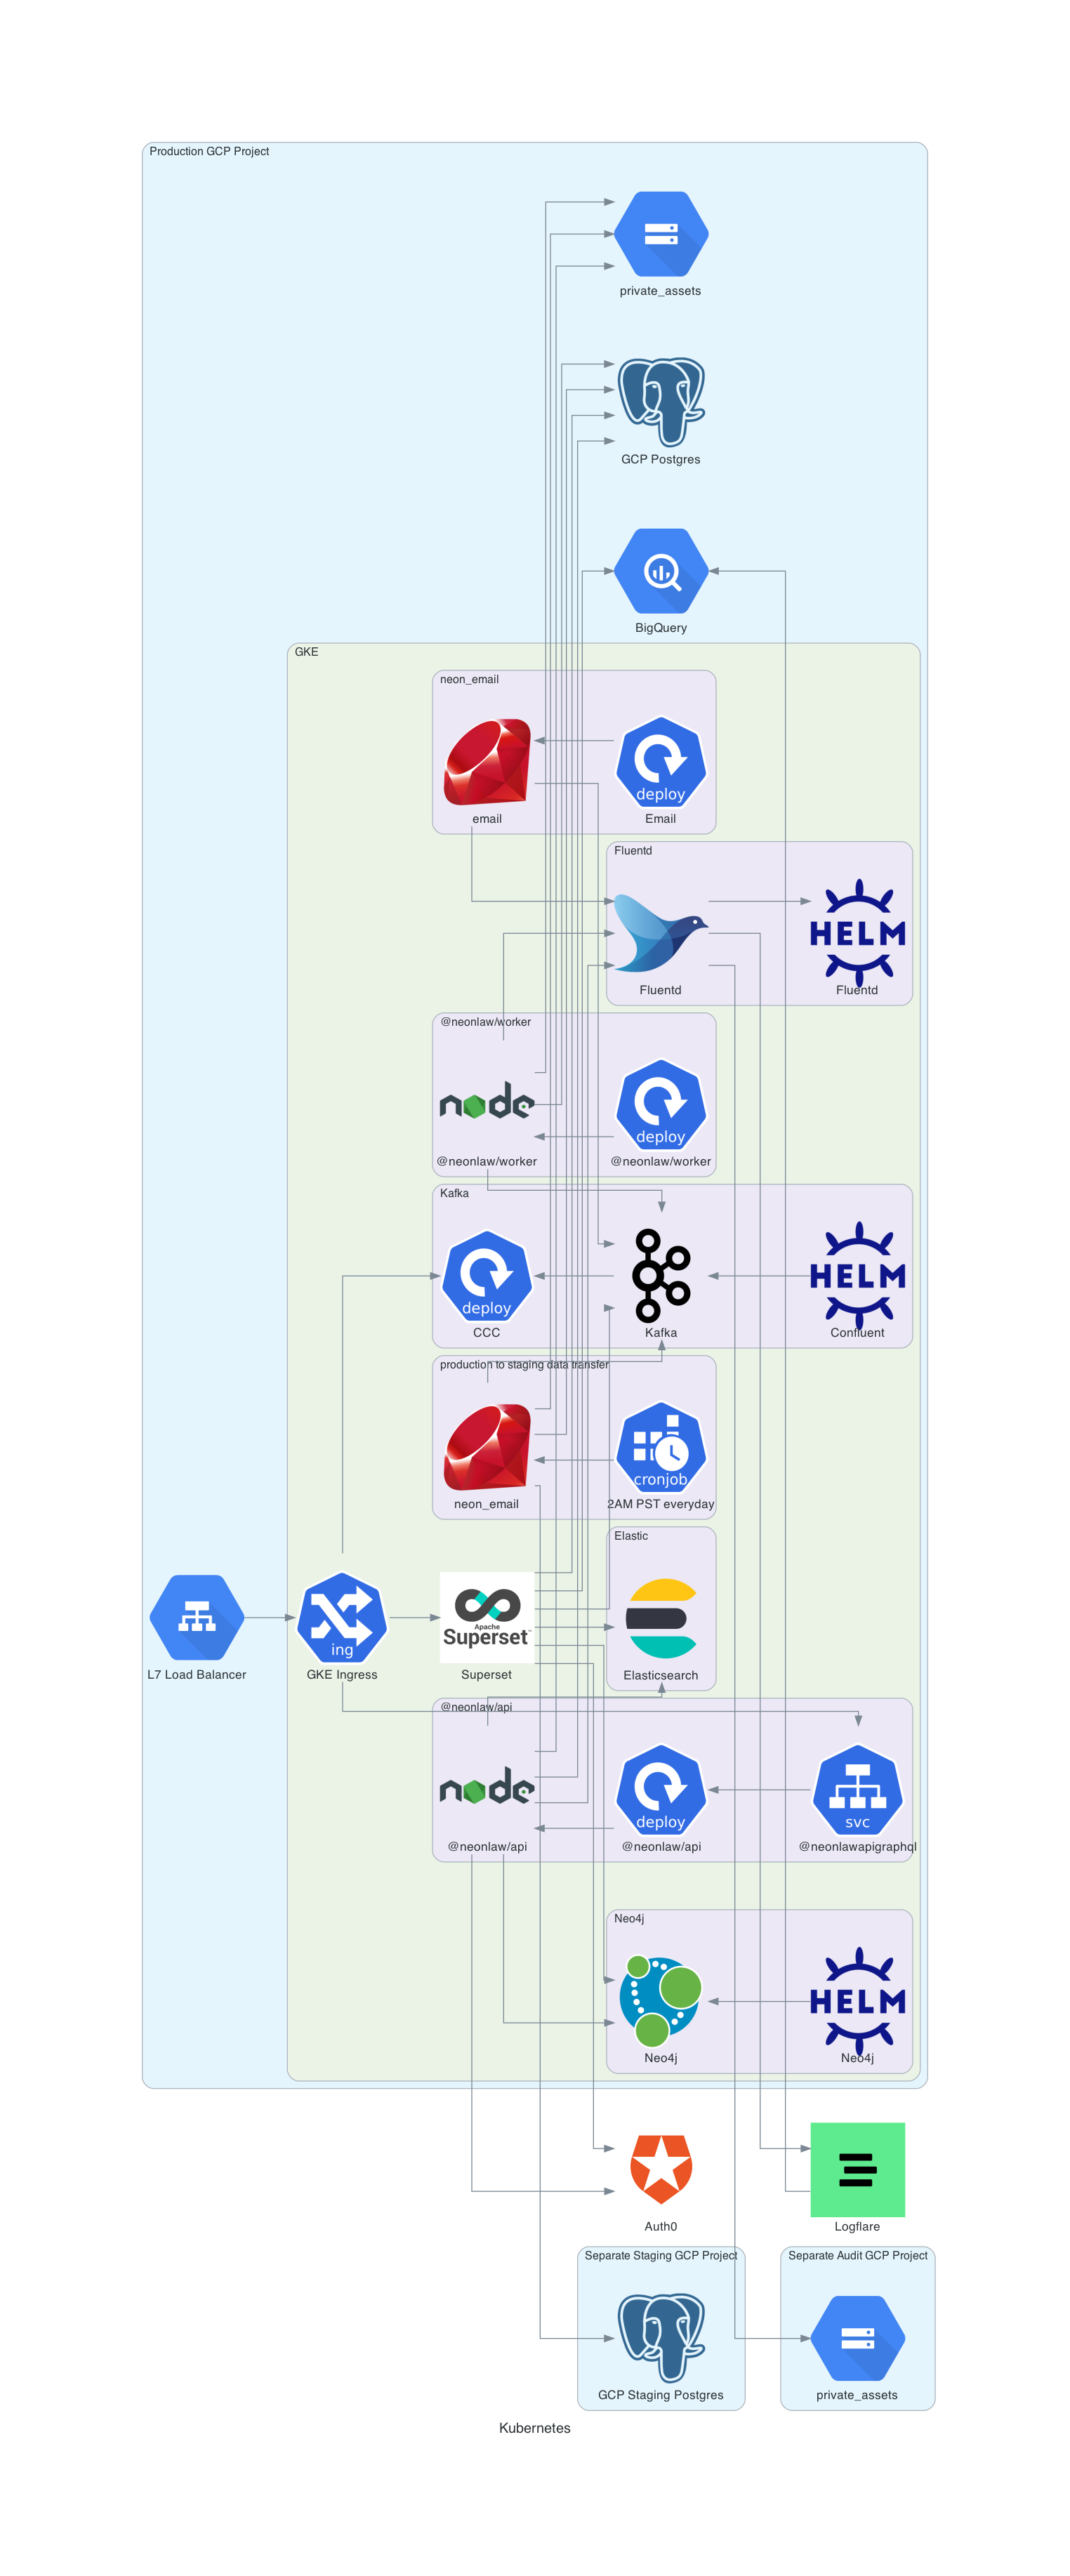 Production GCP Project
private_assets
GCP Postgres
BigQuery
GKE
neon_email
deploy
email
Email
Fluentd
HELM
Fluentd
Fluentd
@neonlaw/worker
node
deploy
@neonlaw/worker
@neonlaw/worker
Kafka
deploy
HELM
CCC
Kafka
Confluent
production to staging data transfer
cronjob
neon_email
2AM PST everyday
Elastic
ing
Apache
Superset
L7 Load Balancer
GKE Ingress
Superset
Elasticsearch
@neonlaw/api
node
deploy
svc
@neonlaw/api
@neonlaw/api
@neonlawapigraphql
Neo4j
HELM
Neo4j
Neo4j
Auth0
Logflare
Separate Staging GCP Project
Separate Audit GCP Project
GCP Staging Postgres
private_assets
Kubernetes